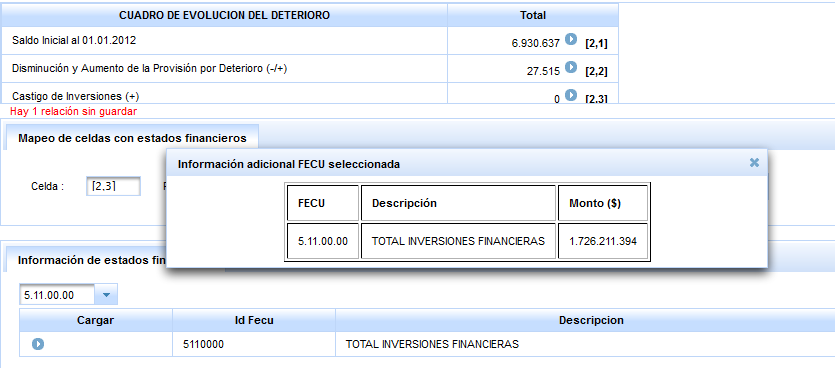 CUADRO DE EVOLUCION DEL DETERIORO Total
Saldo Inicial al 01.01.2012 6.930.637 [2,1]
Disminución y Aumento de la Provisión por Deterioro (-/+) 27.515 [2,2]
Castigo de Inversiones (+) 0 [2,3]
Hay 1 relación sin guardar
Mapeo de celdas con estados financieros
Información adicional FECU seleccionada
Celda : [2,3]
FECU Descripción Monto ($)
5.11.00.00 TOTAL INVERSIONES FINANCIERAS 1.726.211.394
Información de estados fin
5.11.00.00
Cargar Id Fecu Descripcion
5110000 TOTAL INVERSIONES FINANCIERAS